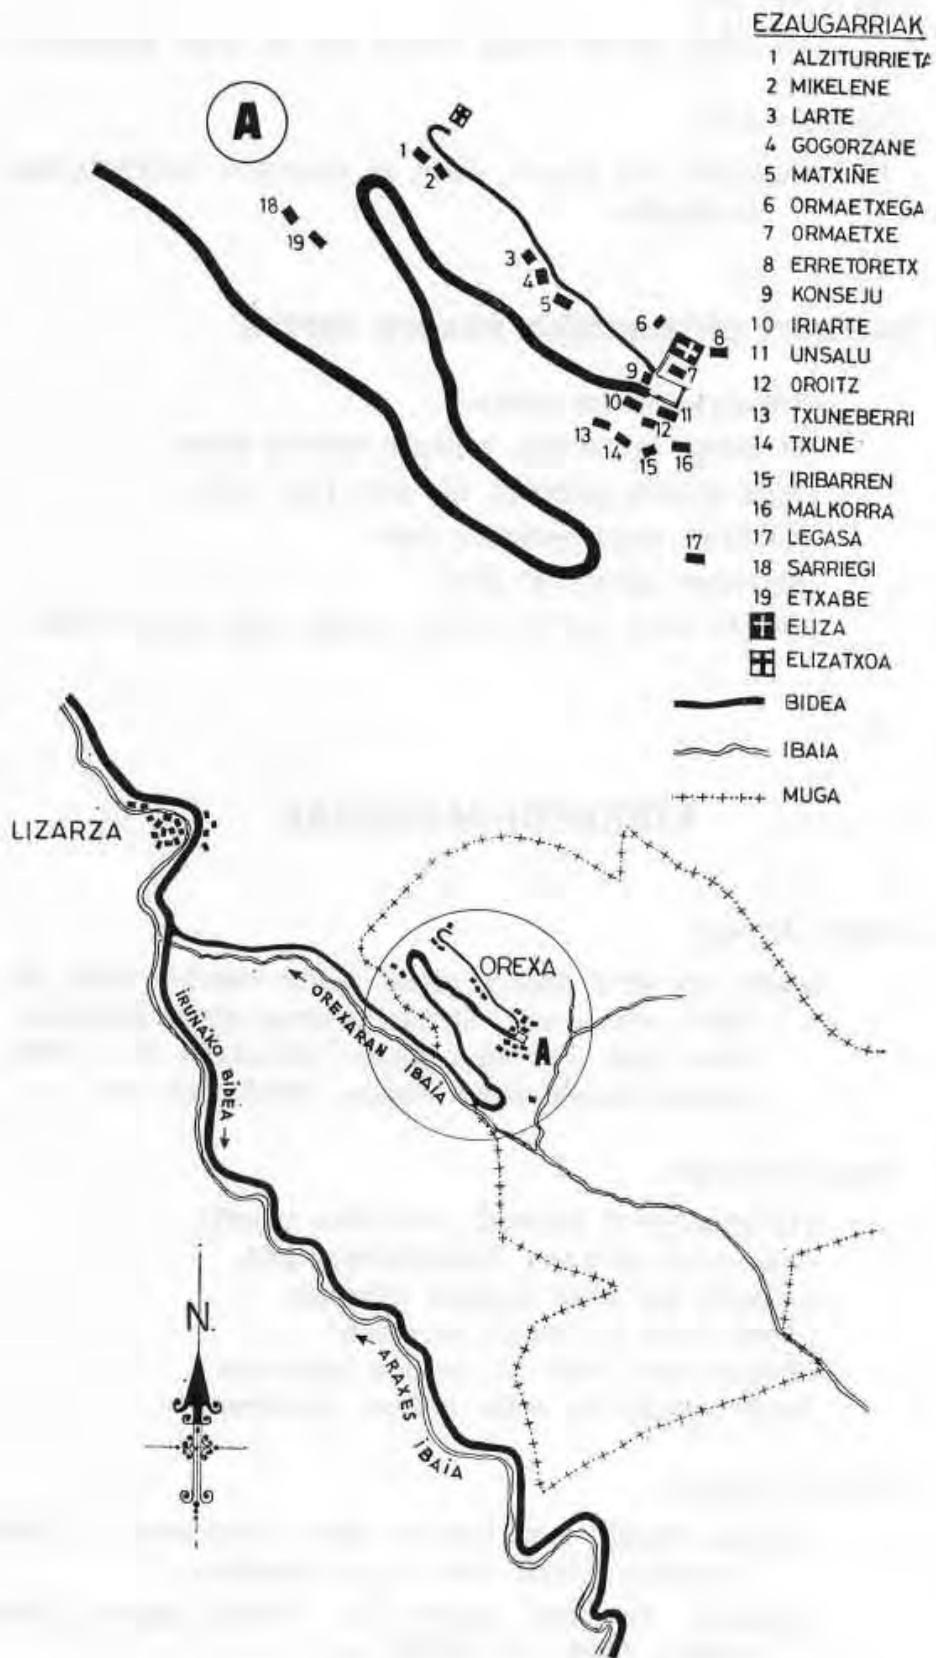 EZAUGARRIAK
1 ALZITURRIETA
2 MIKELENE
3 LARTE
4 GOGORZANE
5 MATXIÑE
6 ORMAETXEGA
7 ORMAETXE
8 ERRETORETX
9 KONSEJU
10 IRIARTE
11 UNSALU
12 OROITZ
13 TXUNEBERRI
14 TXUNE
15 IRIBARREN
16 MALKORRA
17 LEGASA
18 SARRIEGI
19 ETXABE
ELIZA
ELIZATXOA
BIDEA
IBAIA
MUGA
A
1
2
18
19
3
4
5
6
8
7
9
10
11
12
13
14
15
16
17
LIZARZA
OREXA
A
OREXARAN IBAIA
IRUÑAKO BIDEA
ARAXES IBAIA
N.